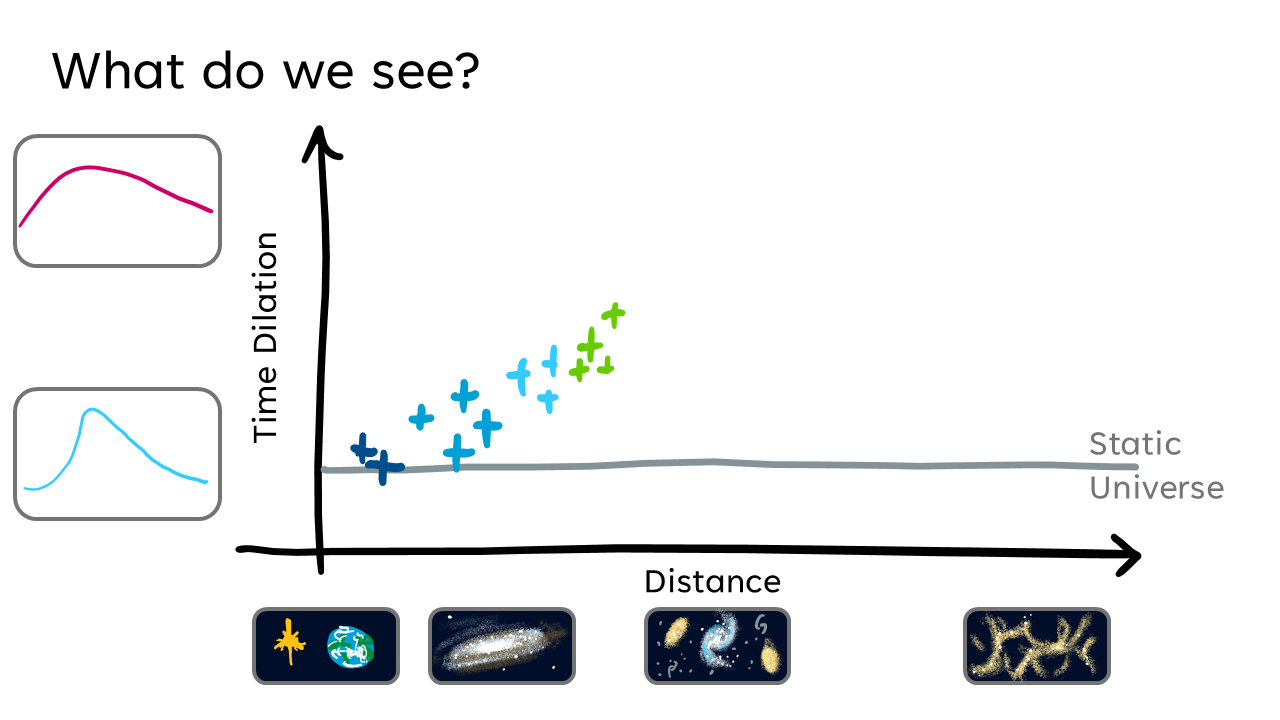 What do we see?
Time Dilation
Static
Universe
Distance